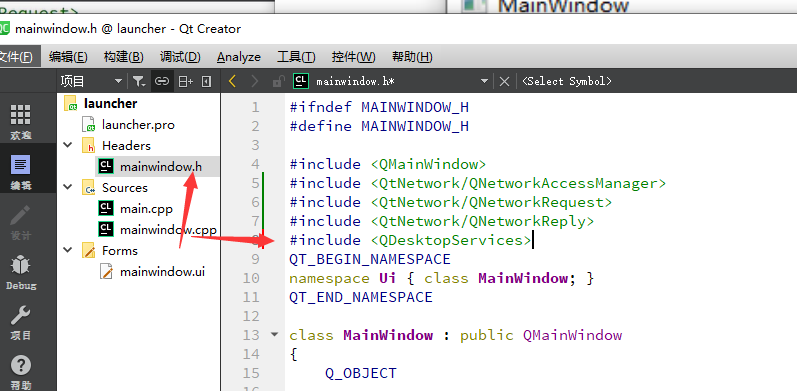 Request>
MainWindow
QC mainwindow.h @ launcher - Qt Creator
文件(F) 编辑(E) 构建(B) 调试(D) Analyze 工具(T) 控件(W) 帮助(H)
项目
mainwindow.h*
<Select Symbol>
欢迎
编辑
设计
Debug
项目
帮助
launcher
launcher.pro
Headers
mainwindow.h
Sources
main.cpp
mainwindow.cpp
Forms
mainwindow.ui
1 #ifndef MAINWINDOW_H
2 #define MAINWINDOW_H
3
4 #include <QMainWindow>
5 #include <QtNetwork/QNetworkAccessManager>
6 #include <QtNetwork/QNetworkRequest>
7 #include <QtNetwork/QNetworkReply>
#include <QDesktopServices>
9 QT_BEGIN_NAMESPACE
10 namespace Ui { class MainWindow; }
11 QT_END_NAMESPACE
12
13 class MainWindow : public QMainWindow
14 {
15 Q_OBJECT